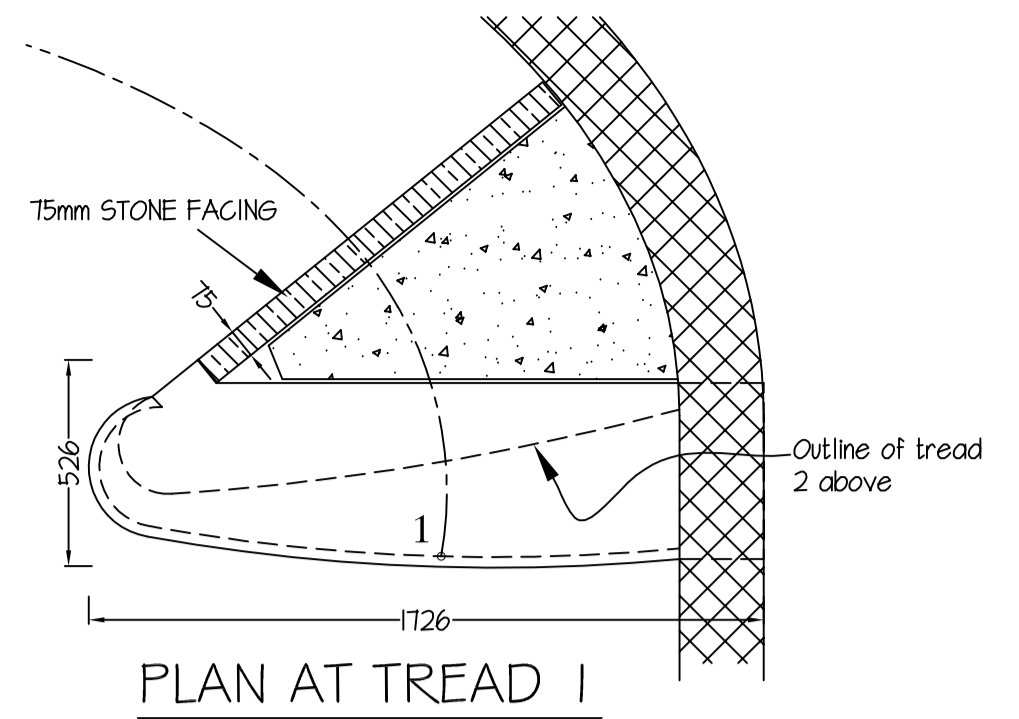 75mm STONE FACING
75
526
Outline of tread
2 above
1
1726
PLAN AT TREAD 1